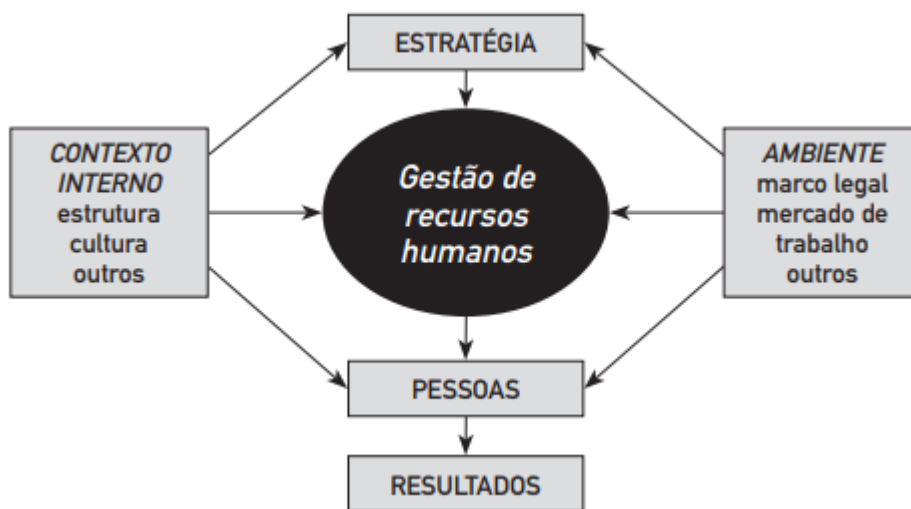 ESTRATÉGIA
CONTEXTO
INTERNO
estrutura
cultura
outros
Gestão de
recursos
humanos
AMBIENTE
marco legal
mercado de
trabalho
outros
PESSOAS
RESULTADOS